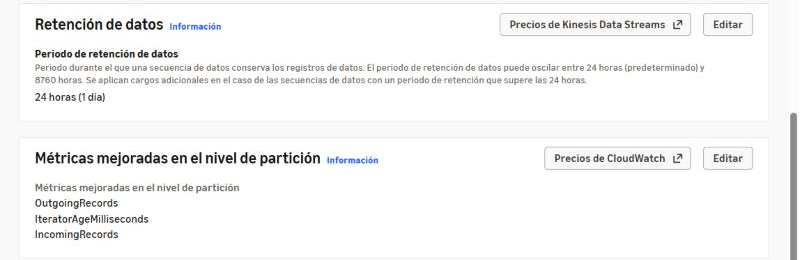 Retención de datos Información Precios de Kinesis Data Streams Editar
Periodo de retención de datos
Periodo durante el que una secuencia de datos conserva los registros de datos. El periodo de retención de datos puede oscilar entre 24 horas (predeterminado) y
8760 horas. Se aplican cargos adicionales en el caso de las secuencias de datos con un periodo de retención que supere las 24 horas.
24 horas (1 día)
Métricas mejoradas en el nivel de partición Información Precios de CloudWatch Editar
Métricas mejoradas en el nivel de partición
OutgoingRecords
IteratorAgeMilliseconds
IncomingRecords